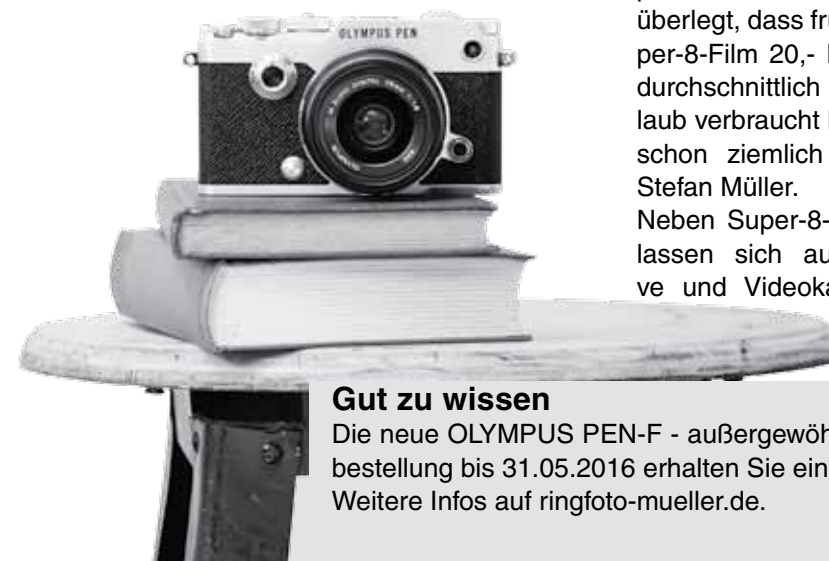 OLYMPUS PEN
überlegt, dass fr
per-8-Film 20,-
durchschnittlich
laub verbraucht
schon ziemlich
Stefan Müller.
Neben Super-8-
lassen sich au
ve und Videoka
Gut zu wissen
Die neue OLYMPUS PEN-F - außergewöh
bestellung bis 31.05.2016 erhalten Sie ein
Weitere Infos auf ringfoto-mueller.de.